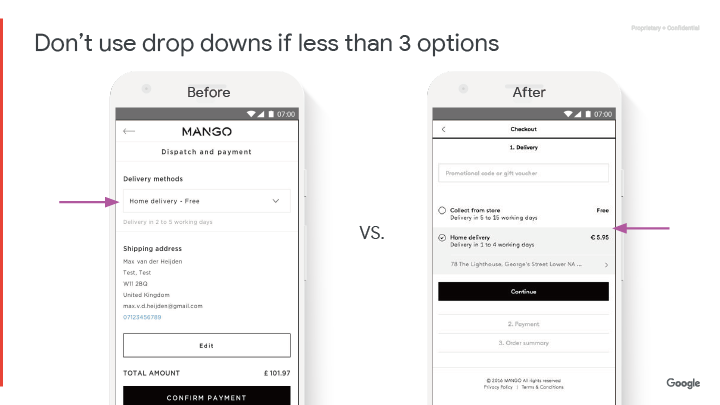 Proprietary + Confidential
Don't use drop downs if less than 3 options
Before
07:00
MANGO
Dispatch and payment
Delivery methods
Home delivery - Free
Delivery in 2 to 5 working days
Shipping address
Max van der Heijden
Test, Test
W11 2BQ
United Kingdom
max.v.d.heijden@gmail.com
07123456789
Edit
TOTAL AMOUNT £101.97
CONFIRM PAYMENT
VS.
After
07:00
Checkout
1. Delivery
Promotional code or gift voucher
Collect from store Free
Delivery in 5 to 15 working days
Home delivery € 5.95
Delivery in 1 to 4 working days
78 The Lighthouse, George's Street Lower NA ...
Continue
2. Payment
3. Order summary
© 2016 MANGO All rights reserved
Privacy Policy | Terms & Conditions
Google